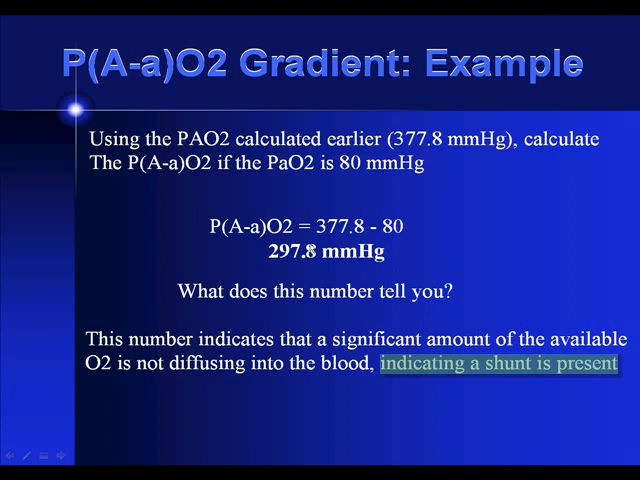 P(A-a)O2 Gradient: Example
Using the PAO2 calculated earlier (377.8 mmHg), calculate
The P(A-a)O2 if the PaO2 is 80 mmHg
P(A-a)O2 = 377.8 - 80
297.8 mmHg
What does this number tell you?
This number indicates that a significant amount of the available
O2 is not diffusing into the blood, indicating a shunt is present